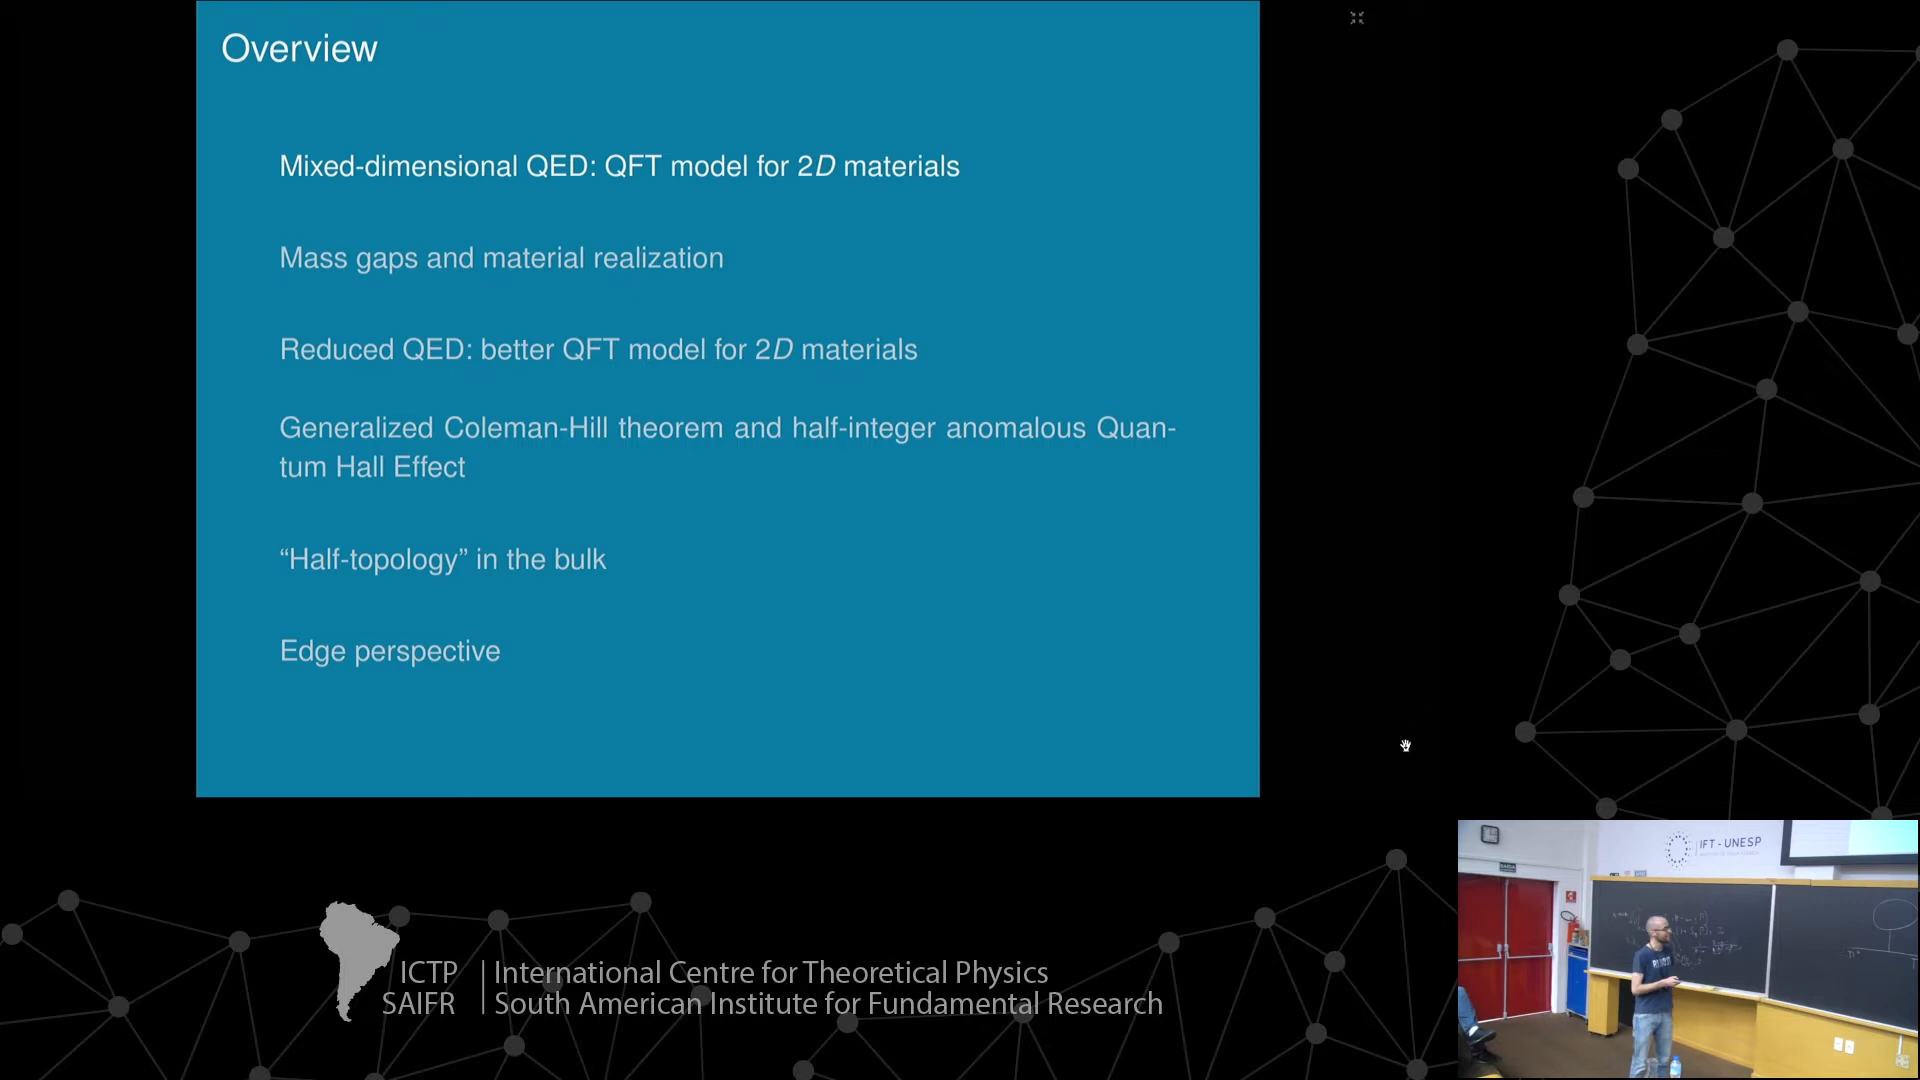 Overview
Mixed-dimensional QED: QFT model for 2D materials
Mass gaps and material realization
Reduced QED: better QFT model for 2D materials
Generalized Coleman-Hill theorem and half-integer anomalous Quan-
tum Hall Effect
“Half-topology” in the bulk
Edge perspective
IFT - UNESP
ICTP
SAIFR
International Centre for Theoretical Physics
South American Institute for Fundamental Research